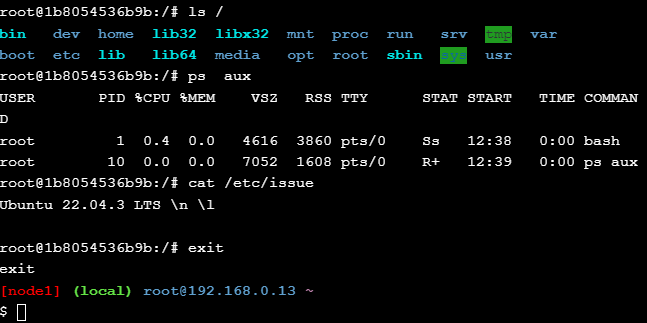 root@1b8054536b9b:/# ls /
bin   dev  home  lib32  libx32  mnt  proc  run   srv  tmp  var
boot  etc  lib   lib64  media   opt  root  sbin  sys  usr
root@1b8054536b9b:/# ps  aux
USER         PID %CPU %MEM    VSZ   RSS TTY      STAT START   TIME COMMAN
D
root           1  0.4  0.0   4616  3860 pts/0    Ss   12:38   0:00 bash
root          10  0.0  0.0   7052  1608 pts/0    R+   12:39   0:00 ps aux
root@1b8054536b9b:/# cat /etc/issue
Ubuntu 22.04.3 LTS \n \l
root@1b8054536b9b:/# exit
exit
[node1] (local) root@192.168.0.13 ~
$